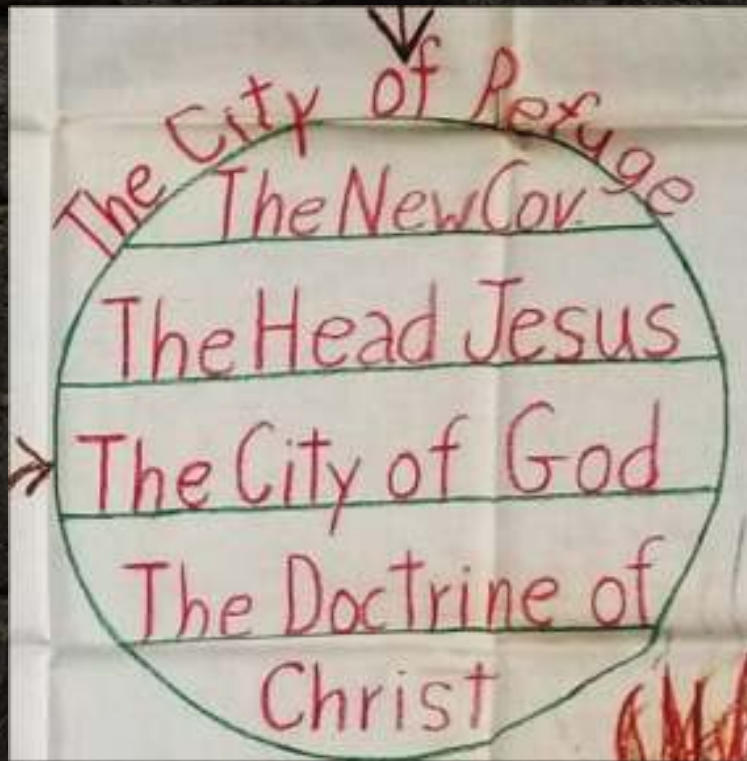 The City of Refuge
The New Cov.
The Head Jesus
The City of God
The Doctrine of
Christ